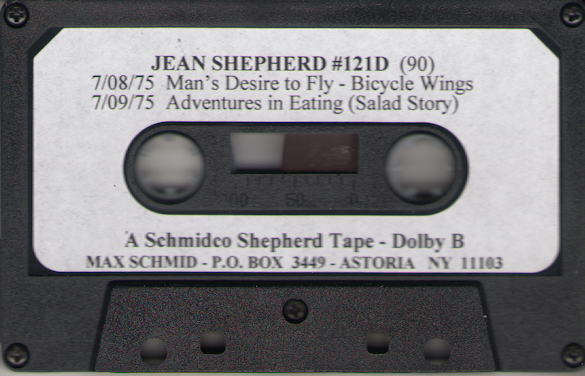 JEAN SHEPHERD #121D (90)
7/08/75 Man's Desire to Fly - Bicycle Wings
7/09/75 Adventures in Eating (Salad Story)
100 50 0
A Schmidco Shepherd Tape - Dolby B
MAX SCHMID - P.O. BOX 3449 - ASTORIA NY 11103